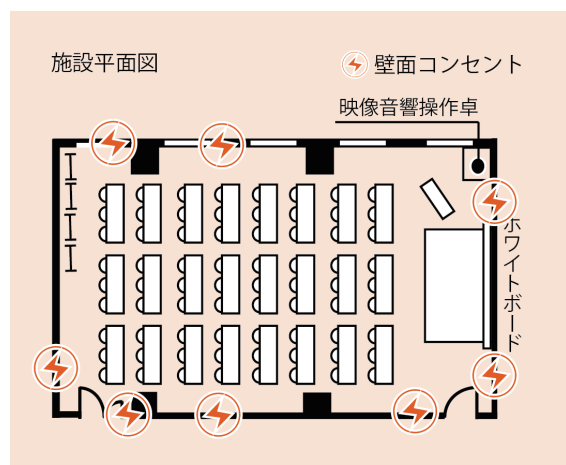 施設平面図
壁面コンセント
映像音響操作卓
ホワイトボード